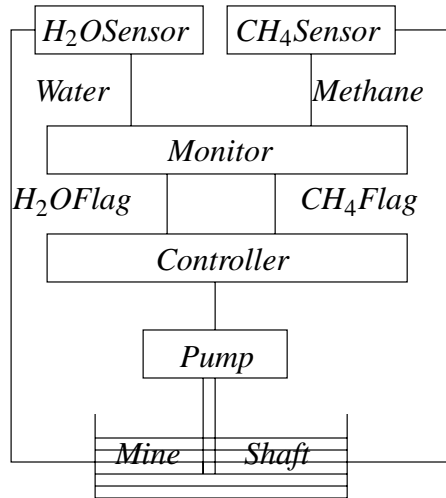 H₂OSensor CH₄Sensor
Water Methane
Monitor
H₂OFlag CH₄Flag
Controller
Pump
Mine Shaft